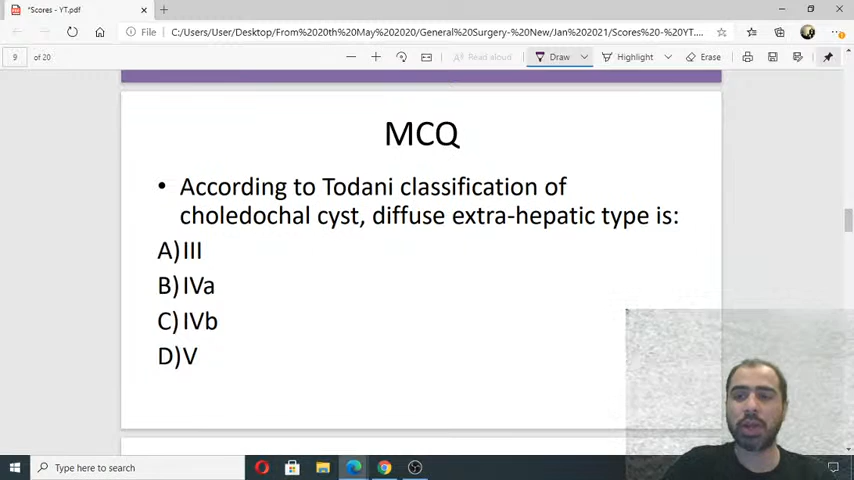 *Scores - YT.pdf
File
C:/Users/User/Desktop/From%2020th%20May%202020/General%20Surgery-%20New/Jan%202021/Scores%20-%20YT....
9 of 20
Read aloud
Draw
Highlight
Erase
MCQ
• According to Todani classification of
choledochal cyst, diffuse extra-hepatic type is:
A)III
B)IVa
C)IVb
D)V
Type here to search